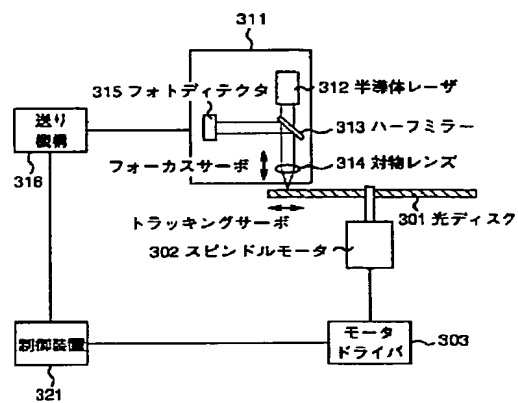 311
315 フォトディテクタ
312 半導体レーザ
313 ハーフミラー
送り
機構
316
フォーカスサーボ
314 対物レンズ
トラッキングサーボ
301 光ディスク
302 スピンドルモータ
制御装置
321
モータ
ドライバ
303